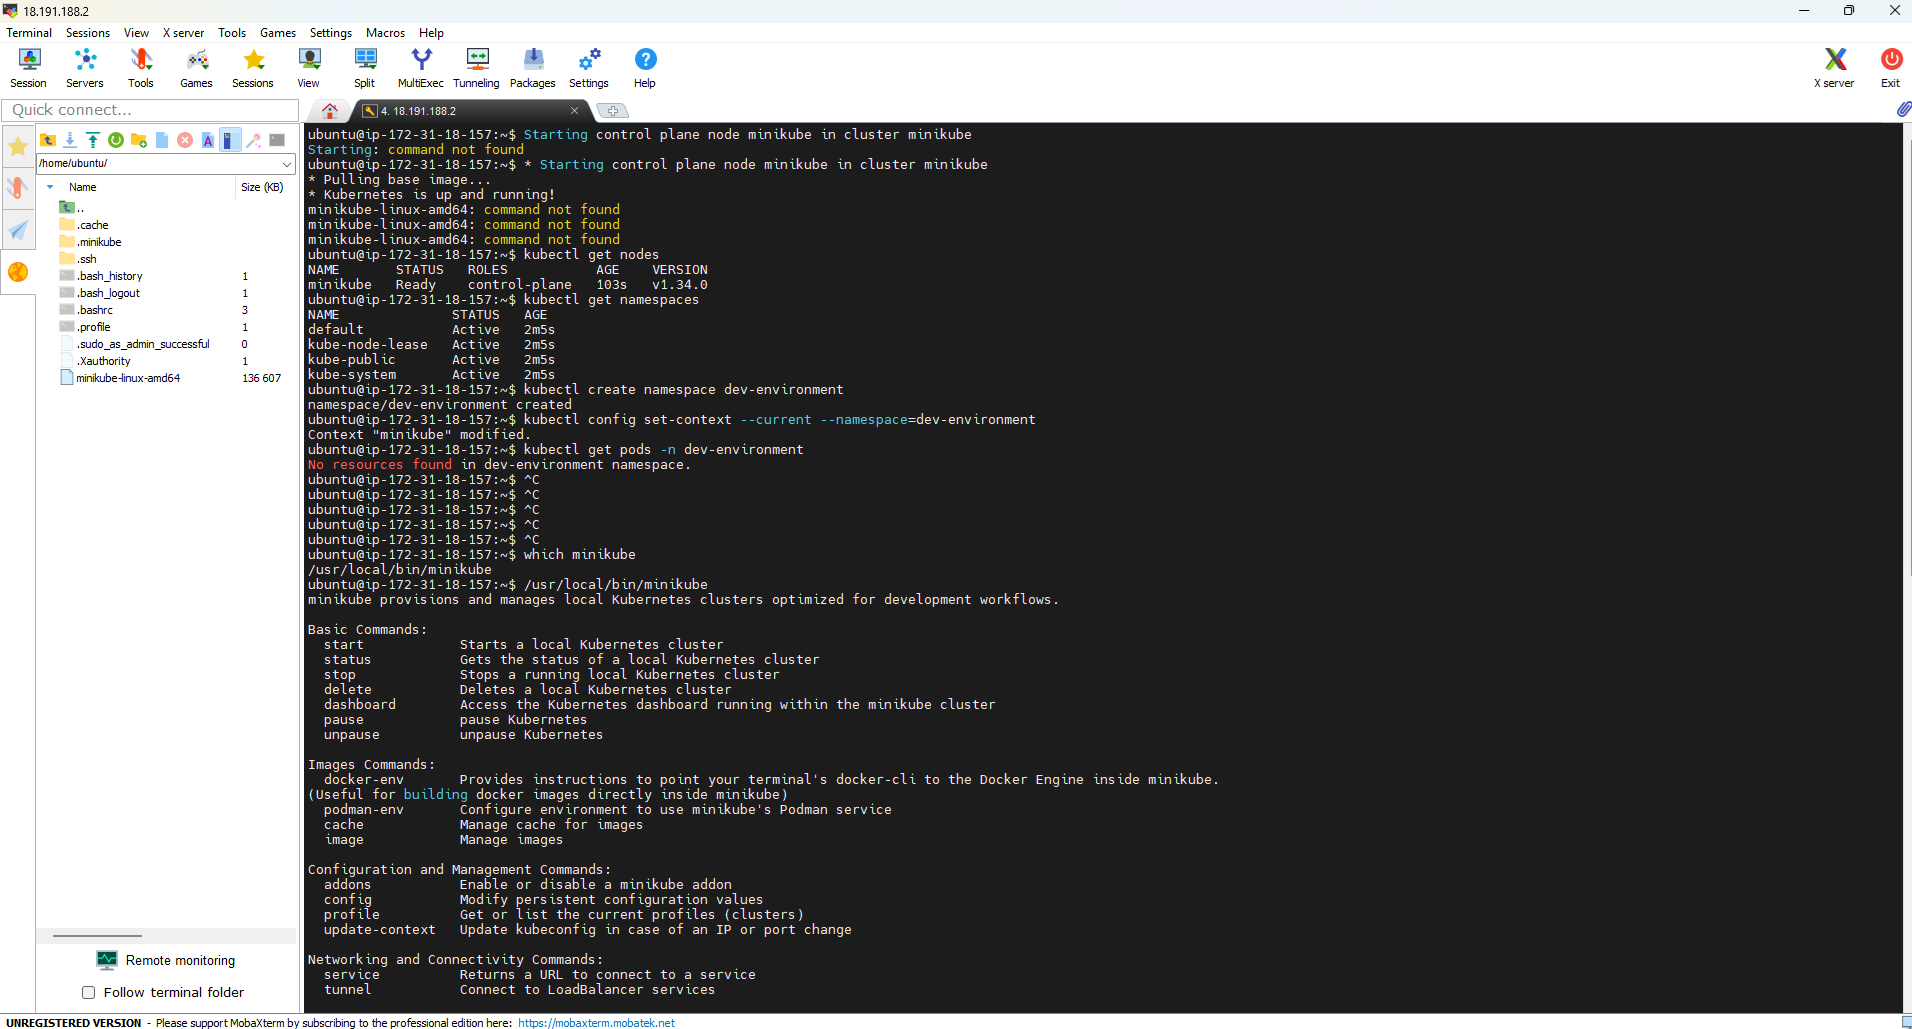 18.191.188.2
Terminal Sessions View X server Tools Games Settings Macros Help
Session Servers Tools Games Sessions View Split MultiExec Tunneling Packages Settings Help X server Exit
Quick connect...
4. 18.191.188.2
/home/ubuntu/
Name Size (KB)
..
.cache
.minikube
.ssh
.bash_history 1
.bash_logout 1
.bashrc 3
.profile 1
.sudo_as_admin_successful 0
.Xauthority 1
minikube-linux-amd64 136 607
Remote monitoring
Follow terminal folder
ubuntu@ip-172-31-18-157:~$ Starting control plane node minikube in cluster minikube
Starting: command not found
ubuntu@ip-172-31-18-157:~$ * Starting control plane node minikube in cluster minikube
* Pulling base image...
* Kubernetes is up and running!
minikube-linux-amd64: command not found
minikube-linux-amd64: command not found
minikube-linux-amd64: command not found
ubuntu@ip-172-31-18-157:~$ kubectl get nodes
NAME STATUS ROLES AGE VERSION
minikube Ready control-plane 103s v1.34.0
ubuntu@ip-172-31-18-157:~$ kubectl get namespaces
NAME STATUS AGE
default Active 2m5s
kube-node-lease Active 2m5s
kube-public Active 2m5s
kube-system Active 2m5s
ubuntu@ip-172-31-18-157:~$ kubectl create namespace dev-environment
namespace/dev-environment created
ubuntu@ip-172-31-18-157:~$ kubectl config set-context --current --namespace=dev-environment
Context "minikube" modified.
ubuntu@ip-172-31-18-157:~$ kubectl get pods -n dev-environment
No resources found in dev-environment namespace.
ubuntu@ip-172-31-18-157:~$ ^C
ubuntu@ip-172-31-18-157:~$ ^C
ubuntu@ip-172-31-18-157:~$ ^C
ubuntu@ip-172-31-18-157:~$ ^C
ubuntu@ip-172-31-18-157:~$ ^C
ubuntu@ip-172-31-18-157:~$ which minikube
/usr/local/bin/minikube
ubuntu@ip-172-31-18-157:~$ /usr/local/bin/minikube
minikube provisions and manages local Kubernetes clusters optimized for development workflows.
Basic Commands:
start Starts a local Kubernetes cluster
status Gets the status of a local Kubernetes cluster
stop Stops a running local Kubernetes cluster
delete Deletes a local Kubernetes cluster
dashboard Access the Kubernetes dashboard running within the minikube cluster
pause pause Kubernetes
unpause unpause Kubernetes
Images Commands:
docker-env Provides instructions to point your terminal's docker-cli to the Docker Engine inside minikube.
(Useful for building docker images directly inside minikube)
podman-env Configure environment to use minikube's Podman service
cache Manage cache for images
image Manage images
Configuration and Management Commands:
addons Enable or disable a minikube addon
config Modify persistent configuration values
profile Get or list the current profiles (clusters)
update-context Update kubeconfig in case of an IP or port change
Networking and Connectivity Commands:
service Returns a URL to connect to a service
tunnel Connect to LoadBalancer services
UNREGISTERED VERSION - Please support MobaXterm by subscribing to the professional edition here: https://mobaxterm.mobatek.net